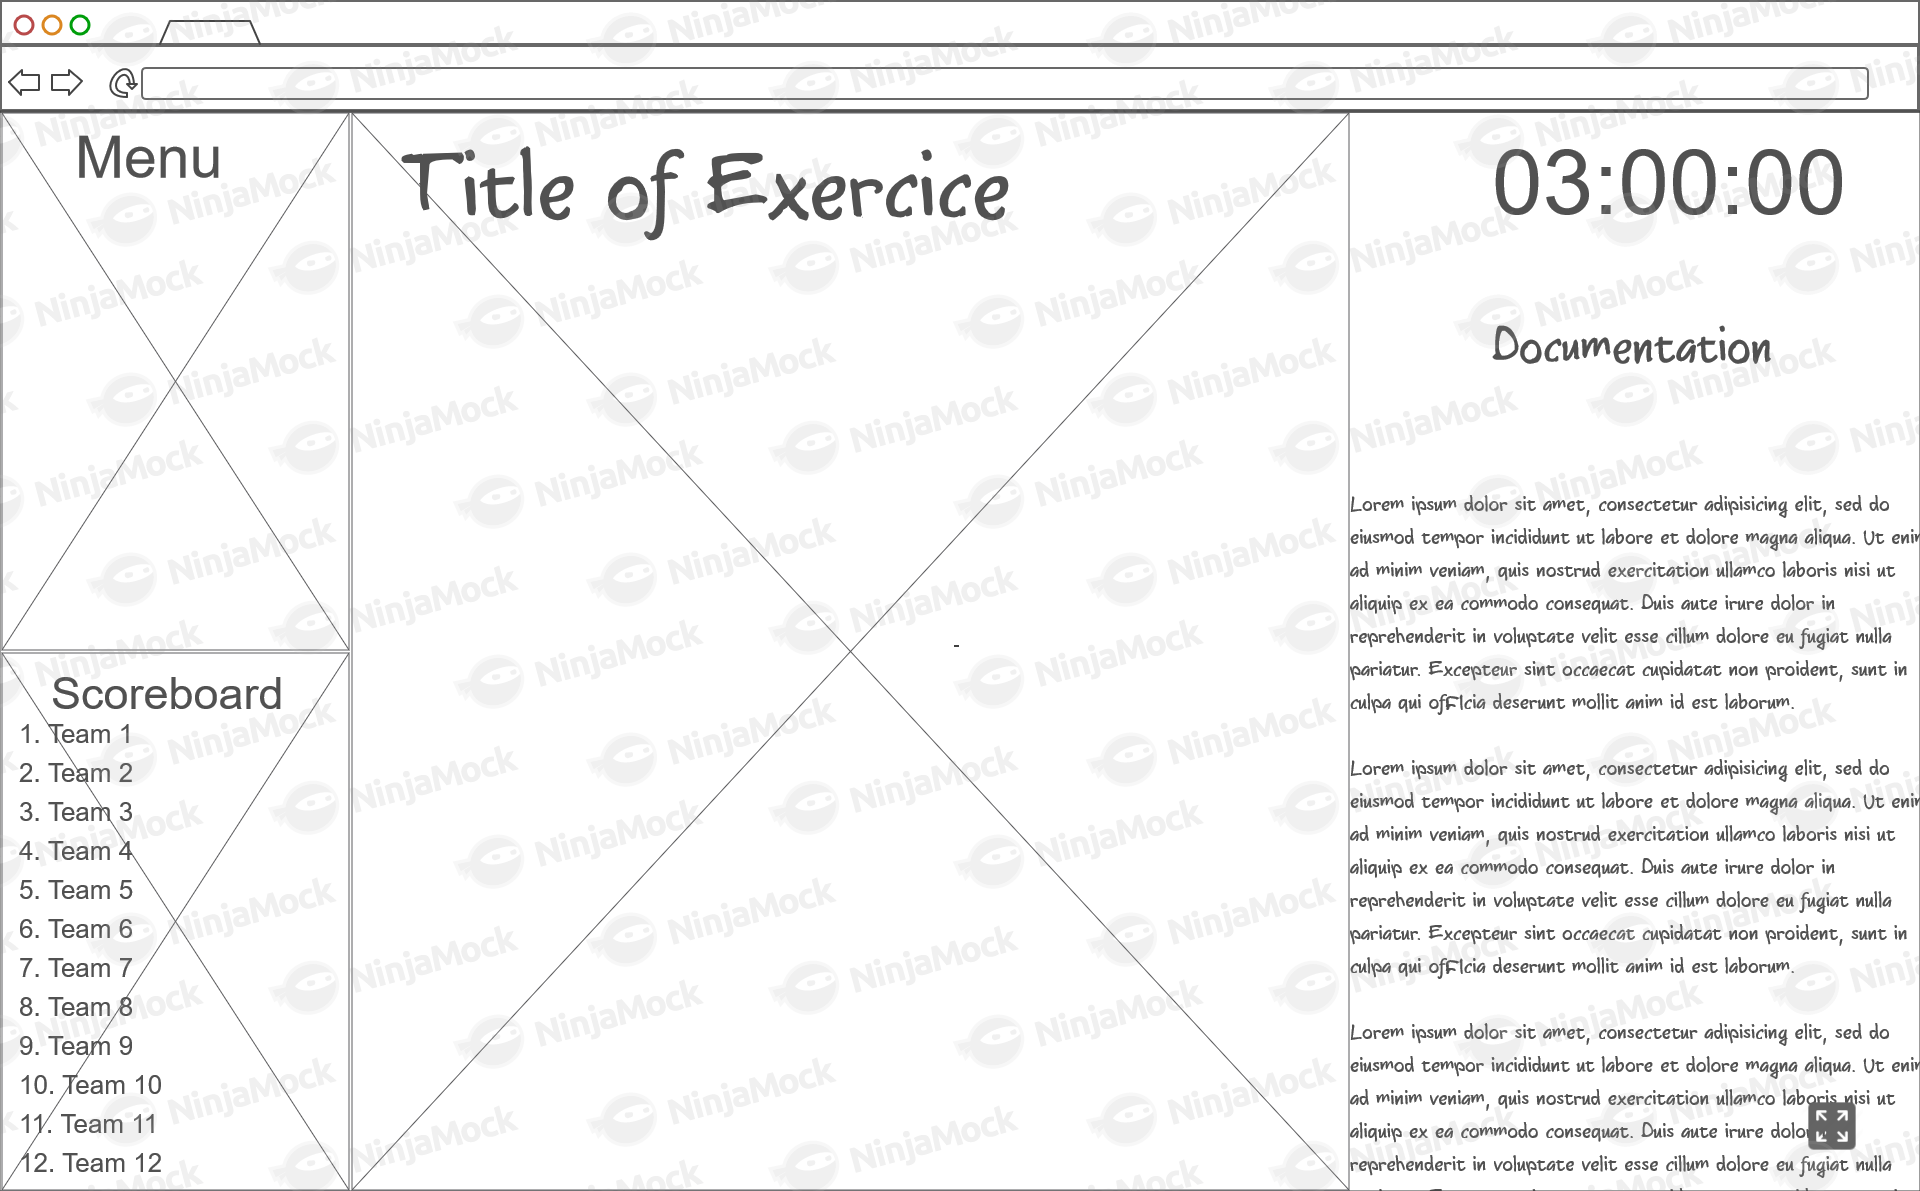 Menu
Scoreboard
1. Team 1
2. Team 2
3. Team 3
4. Team 4
5. Team 5
6. Team 6
7. Team 7
8. Team 8
9. Team 9
10. Team 10
11. Team 11
12. Team 12
Title of Exercice
-
03:00:00
Documentation
Lorem ipsum dolor sit amet, consectetur adipisicing elit, sed do
eiusmod tempor incididunt ut labore et dolore magna aliqua. Ut enim
ad minim veniam, quis nostrud exercitation ullamco laboris nisi ut
aliquip ex ea commodo consequat. Duis aute irure dolor in
reprehenderit in voluptate velit esse cillum dolore eu fugiat nulla
pariatur. Excepteur sint occaecat cupidatat non proident, sunt in
culpa qui officia deserunt mollit anim id est laborum.
Lorem ipsum dolor sit amet, consectetur adipisicing elit, sed do
eiusmod tempor incididunt ut labore et dolore magna aliqua. Ut enim
ad minim veniam, quis nostrud exercitation ullamco laboris nisi ut
aliquip ex ea commodo consequat. Duis aute irure dolor in
reprehenderit in voluptate velit esse cillum dolore eu fugiat nulla
pariatur. Excepteur sint occaecat cupidatat non proident, sunt in
culpa qui officia deserunt mollit anim id est laborum.
Lorem ipsum dolor sit amet, consectetur adipisicing elit, sed do
eiusmod tempor incididunt ut labore et dolore magna aliqua. Ut enim
ad minim veniam, quis nostrud exercitation ullamco laboris nisi ut
aliquip ex ea commodo consequat. Duis aute irure dolor
reprehenderit in voluptate velit esse cillum dolore eu fugiat nulla
NinjaMock